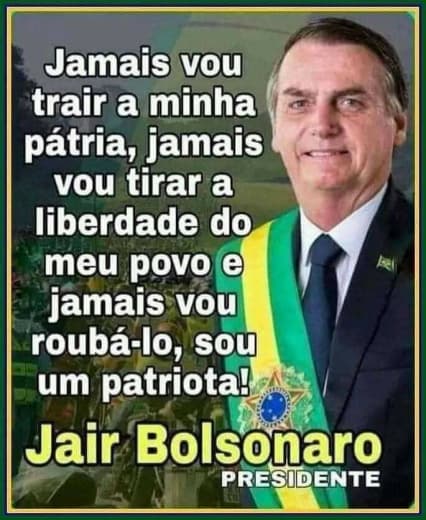 Jamais vou
trair a minha
pátria, jamais
vou tirar a
liberdade do
meu povo e
jamais vou
roubá-lo, sou
um patriota!
Jair Bolsonaro
PRESIDENTE